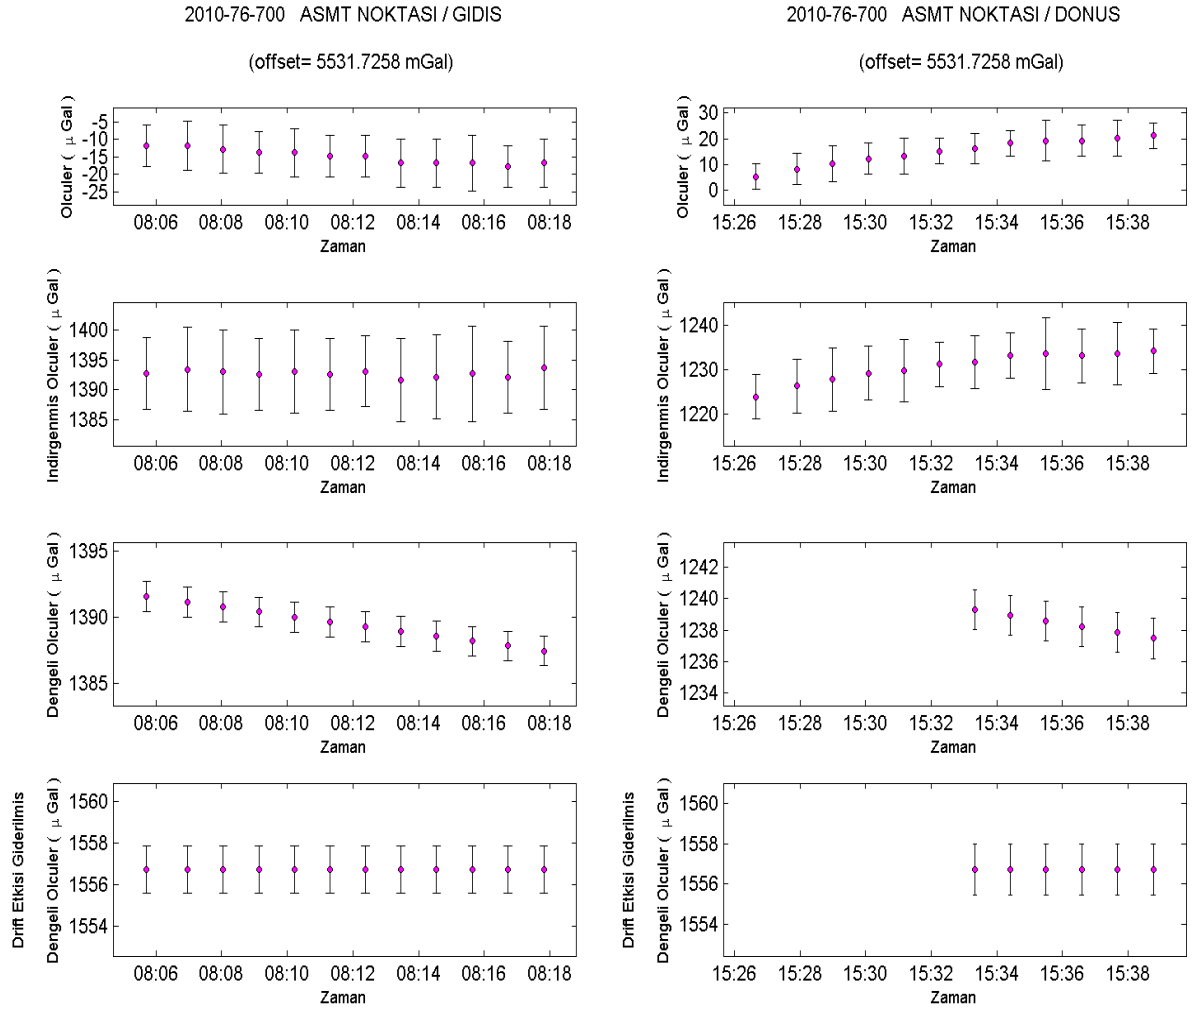 2010-76-700 ASMT NOKTASI / GIDIS
(offset= 5531.7258 mGal)
Olculer ( μ Gal )
-5
-10
-15
-20
-25
08:06 08:08 08:10 08:12 08:14 08:16 08:18
Zaman
Indirgenmis Olculer ( μ Gal )
1400
1395
1390
1385
08:06 08:08 08:10 08:12 08:14 08:16 08:18
Zaman
Dengeli Olculer ( μ Gal )
1395
1390
1385
08:06 08:08 08:10 08:12 08:14 08:16 08:18
Zaman
Drift Etkisi Giderilmis
Dengeli Olculer ( μ Gal )
1560
1558
1556
1554
08:06 08:08 08:10 08:12 08:14 08:16 08:18
Zaman
2010-76-700 ASMT NOKTASI / DONUS
(offset= 5531.7258 mGal)
Olculer ( μ Gal )
30
20
10
0
15:26 15:28 15:30 15:32 15:34 15:36 15:38
Zaman
Indirgenmis Olculer ( μ Gal )
1240
1230
1220
15:26 15:28 15:30 15:32 15:34 15:36 15:38
Zaman
Dengeli Olculer ( μ Gal )
1242
1240
1238
1236
1234
15:26 15:28 15:30 15:32 15:34 15:36 15:38
Zaman
Drift Etkisi Giderilmis
Dengeli Olculer ( μ Gal )
1560
1558
1556
1554
15:26 15:28 15:30 15:32 15:34 15:36 15:38
Zaman